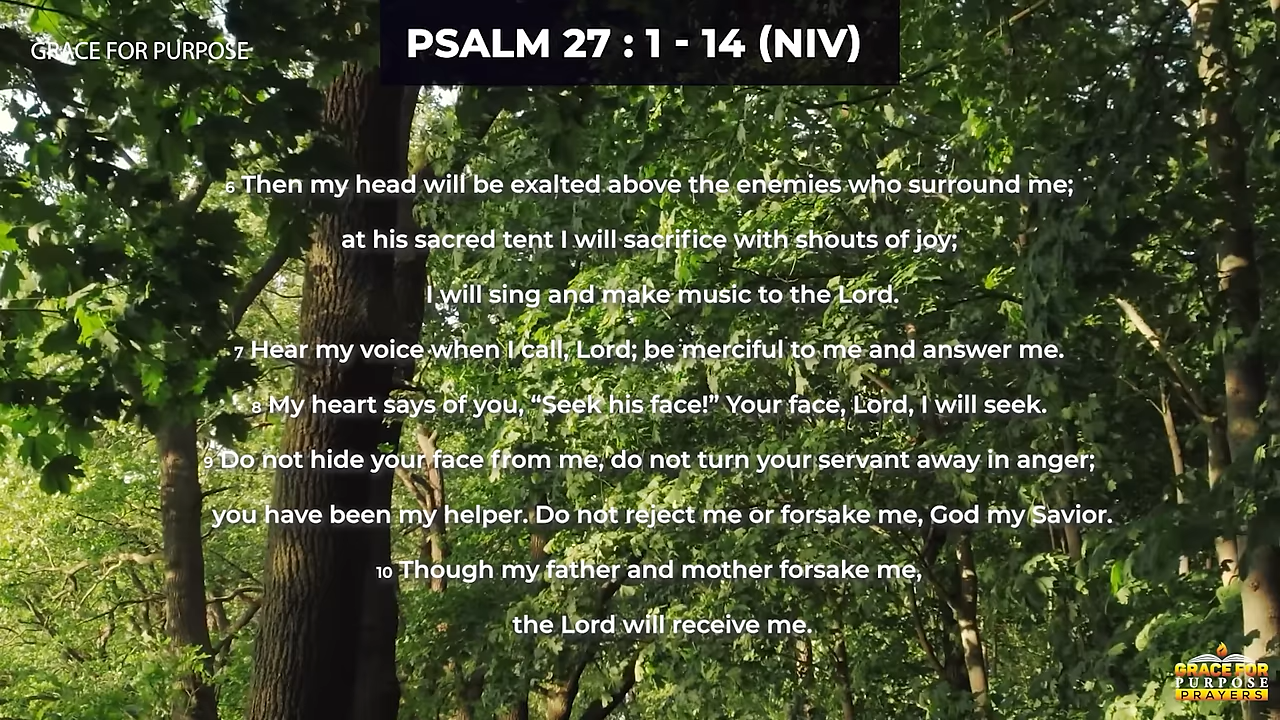 GRACE FOR PURPOSE
PSALM 27 : 1 - 14 (NIV)
6 Then my head will be exalted above the enemies who surround me;
at his sacred tent I will sacrifice with shouts of joy;
I will sing and make music to the Lord.
7 Hear my voice when I call, Lord; be merciful to me and answer me.
8 My heart says of you, “Seek his face!” Your face, Lord, I will seek.
9 Do not hide your face from me, do not turn your servant away in anger;
you have been my helper. Do not reject me or forsake me, God my Savior.
10 Though my father and mother forsake me,
the Lord will receive me.
GRACE FOR
PURPOSE
PRAYERS